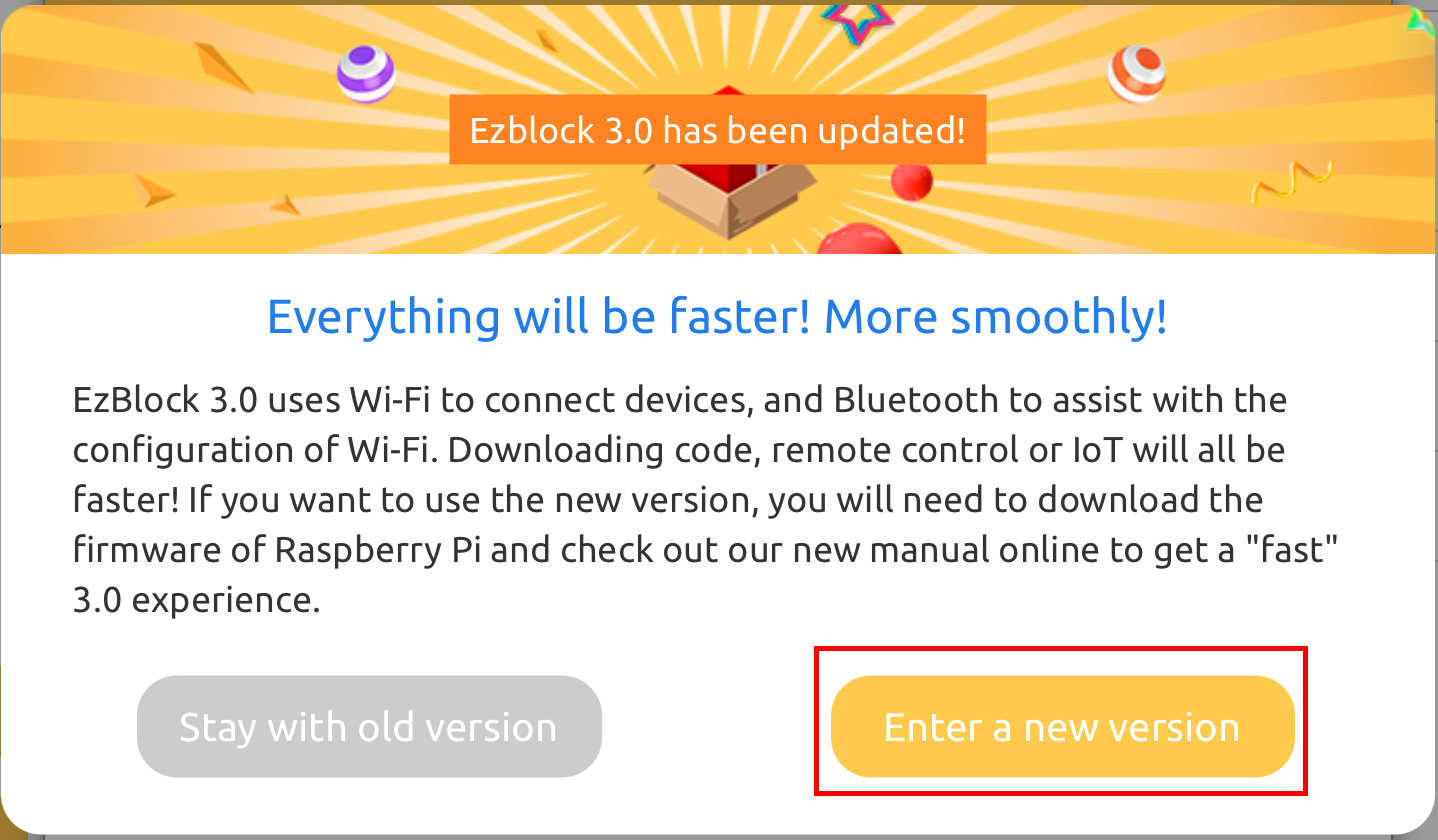 Ezblock 3.0 has been updated!
Everything will be faster! More smoothly!
EzBlock 3.0 uses Wi-Fi to connect devices, and Bluetooth to assist with the
configuration of Wi-Fi. Downloading code, remote control or IoT will all be
faster! If you want to use the new version, you will need to download the
firmware of Raspberry Pi and check out our new manual online to get a "fast"
3.0 experience.
Stay with old version
Enter a new version